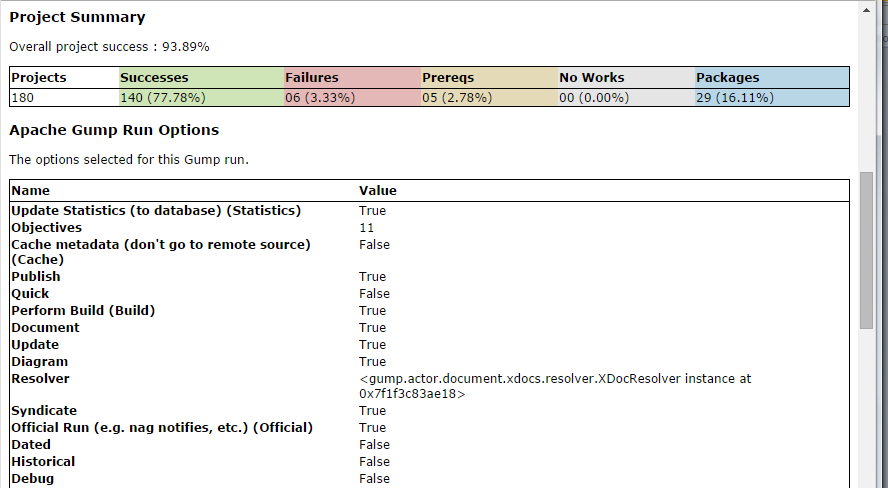 Project Summary
Overall project success : 93.89%
Projects Successes Failures Prereqs No Works Packages
180 140 (77.78%) 06 (3.33%) 05 (2.78%) 00 (0.00%) 29 (16.11%)
Apache Gump Run Options
The options selected for this Gump run.
Name Value
Update Statistics (to database) (Statistics) True
Objectives 11
Cache metadata (don't go to remote source) False
(Cache)
Publish True
Quick False
Perform Build (Build) True
Document True
Update True
Diagram True
Resolver <gump.actor.document.xdocs.resolver.XDocResolver instance at
0x7f1f3c83ae18>
Syndicate True
Official Run (e.g. nag notifies, etc.) (Official) True
Dated False
Historical False
Debug False